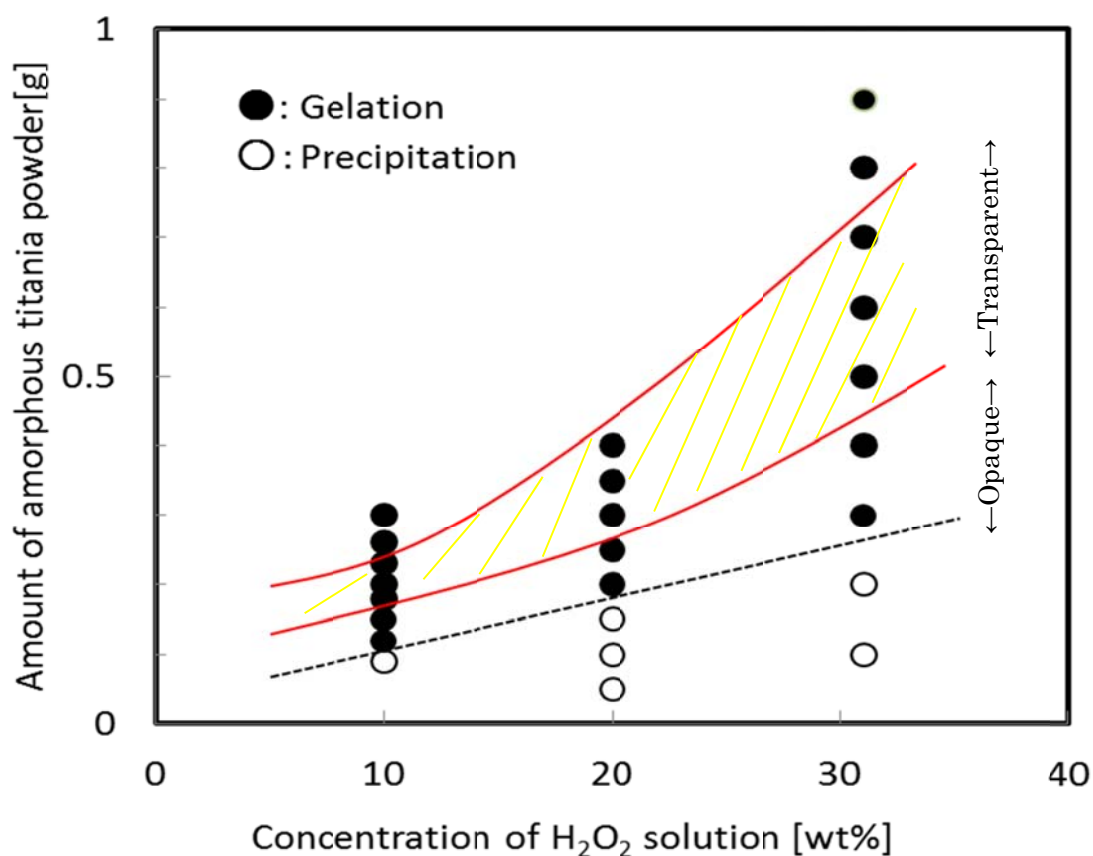 1
0.5
0
Amount of amorphous titania powder[g]
: Gelation
: Precipitation
←Opaque→ ←Transparent→
0 10 20 30 40
Concentration of H₂O₂ solution [wt%]